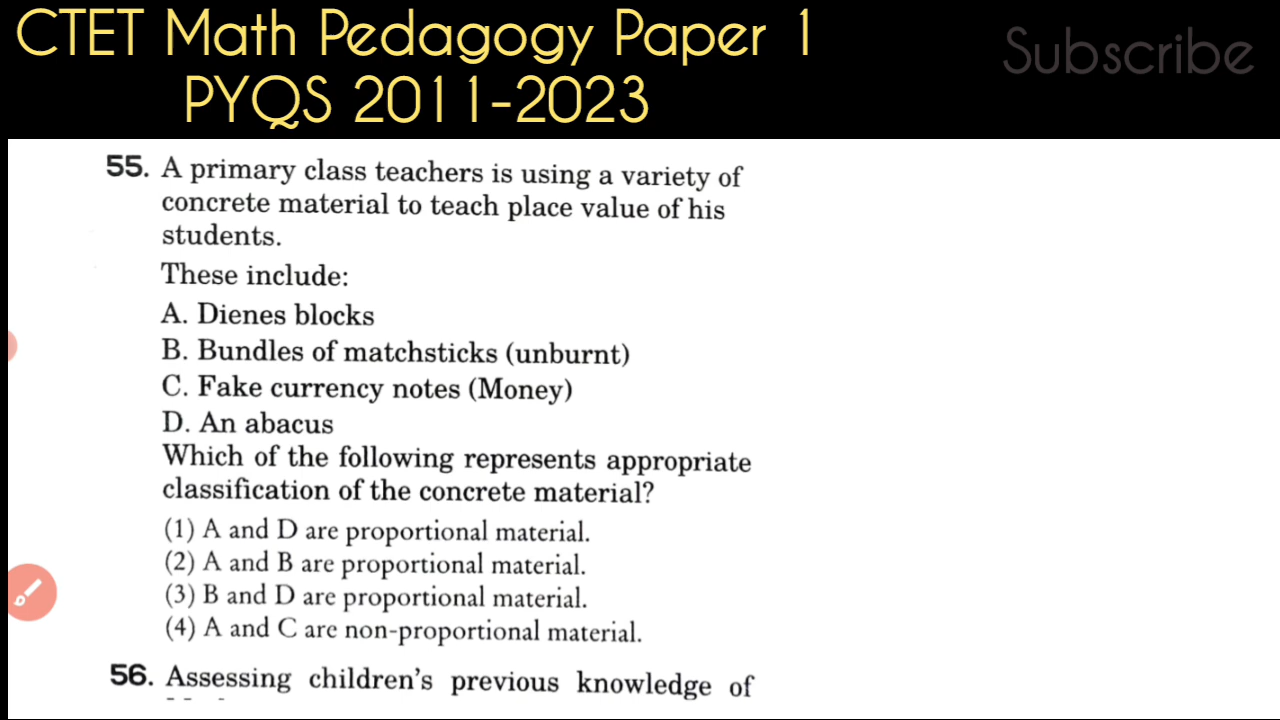 CTET Math Pedagogy Paper 1
PYQS 2011-2023
Subscribe
55. A primary class teachers is using a variety of
concrete material to teach place value of his
students.
These include:
A. Dienes blocks
B. Bundles of matchsticks (unburnt)
C. Fake currency notes (Money)
D. An abacus
Which of the following represents appropriate
classification of the concrete material?
(1) A and D are proportional material.
(2) A and B are proportional material.
(3) B and D are proportional material.
(4) A and C are non-proportional material.
56. Assessing children's previous knowledge of